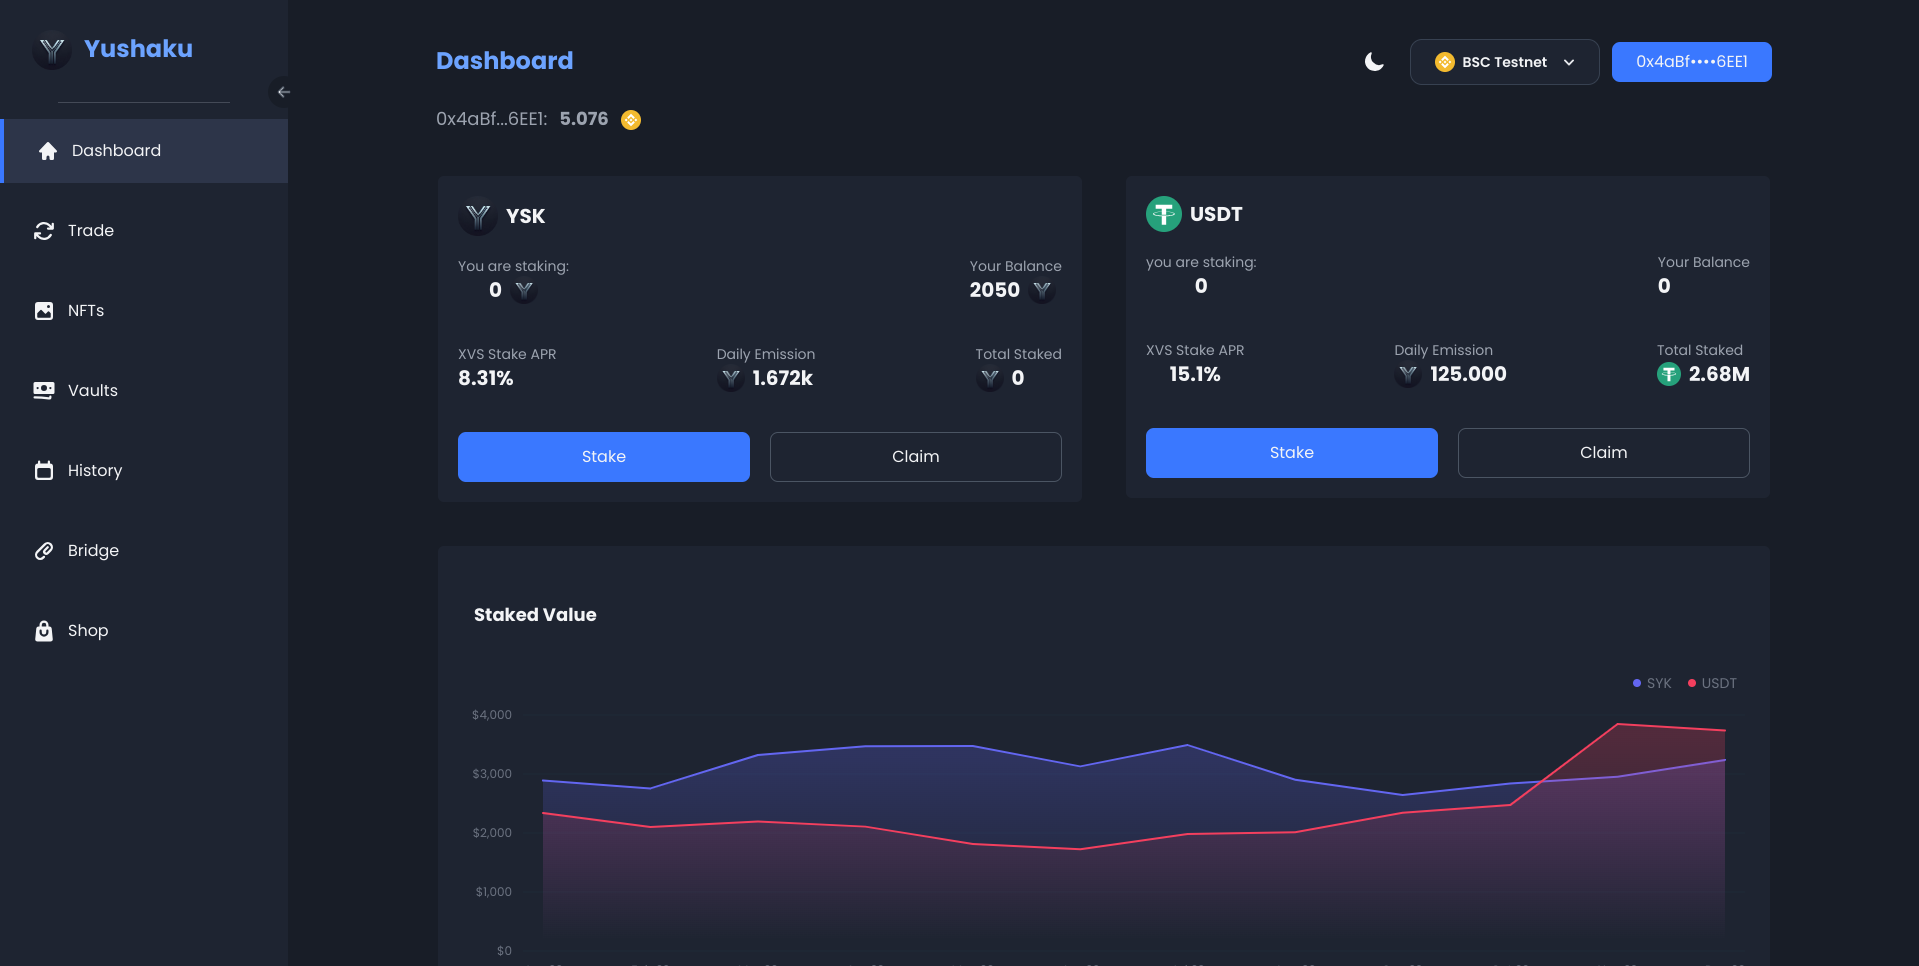 Yushaku
Dashboard
Trade
NFTs
Vaults
History
Bridge
Shop
Dashboard
BSC Testnet
0x4aBf••••6EE1
0x4aBf...6EE1: 5.076
YSK
You are staking:
0
Your Balance
2050
XVS Stake APR
8.31%
Daily Emission
1.672k
Total Staked
0
Stake
Claim
USDT
you are staking:
0
Your Balance
0
XVS Stake APR
15.1%
Daily Emission
125.000
Total Staked
2.68M
Stake
Claim
Staked Value
SYK
USDT
$4,000
$3,000
$2,000
$1,000
$0